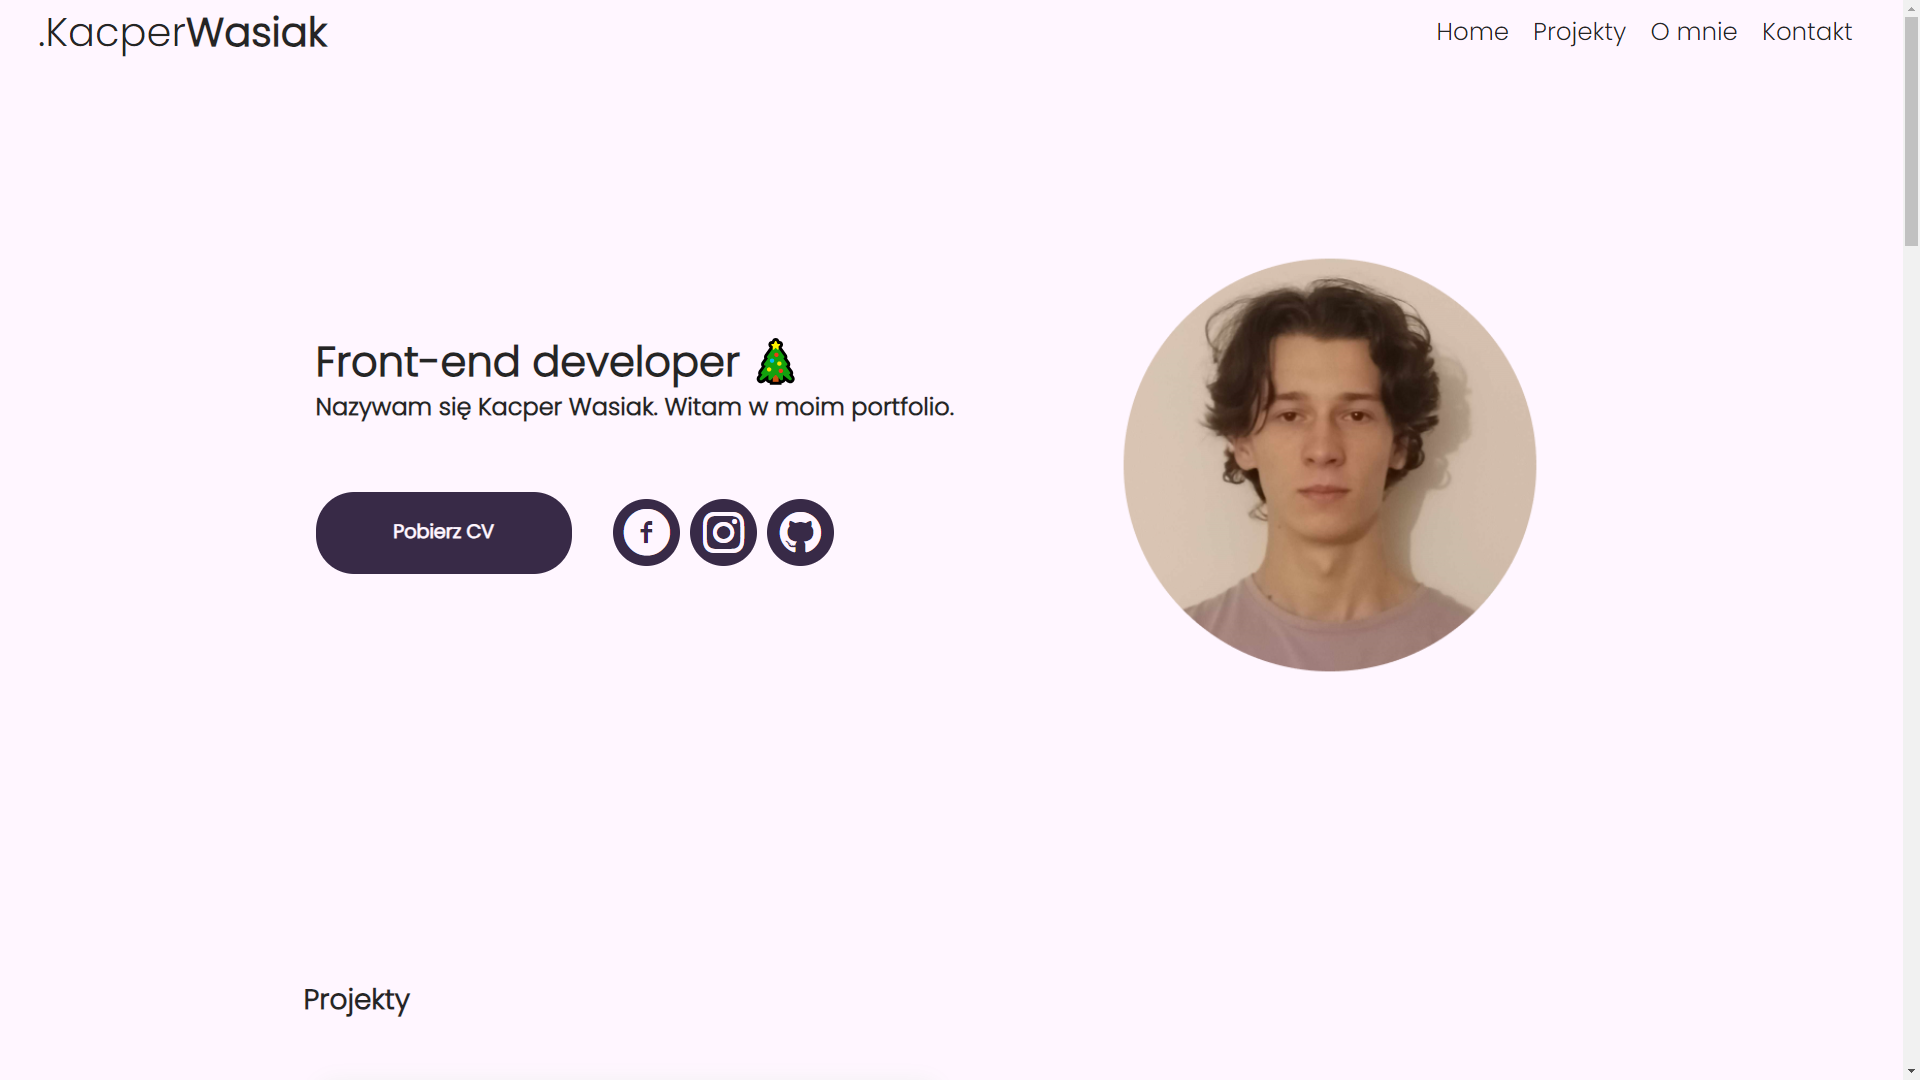 .KacperWasiak
Home Projekty O mnie Kontakt
Front-end developer 🎄
Nazywam się Kacper Wasiak. Witam w moim portfolio.
Pobierz CV
Projekty